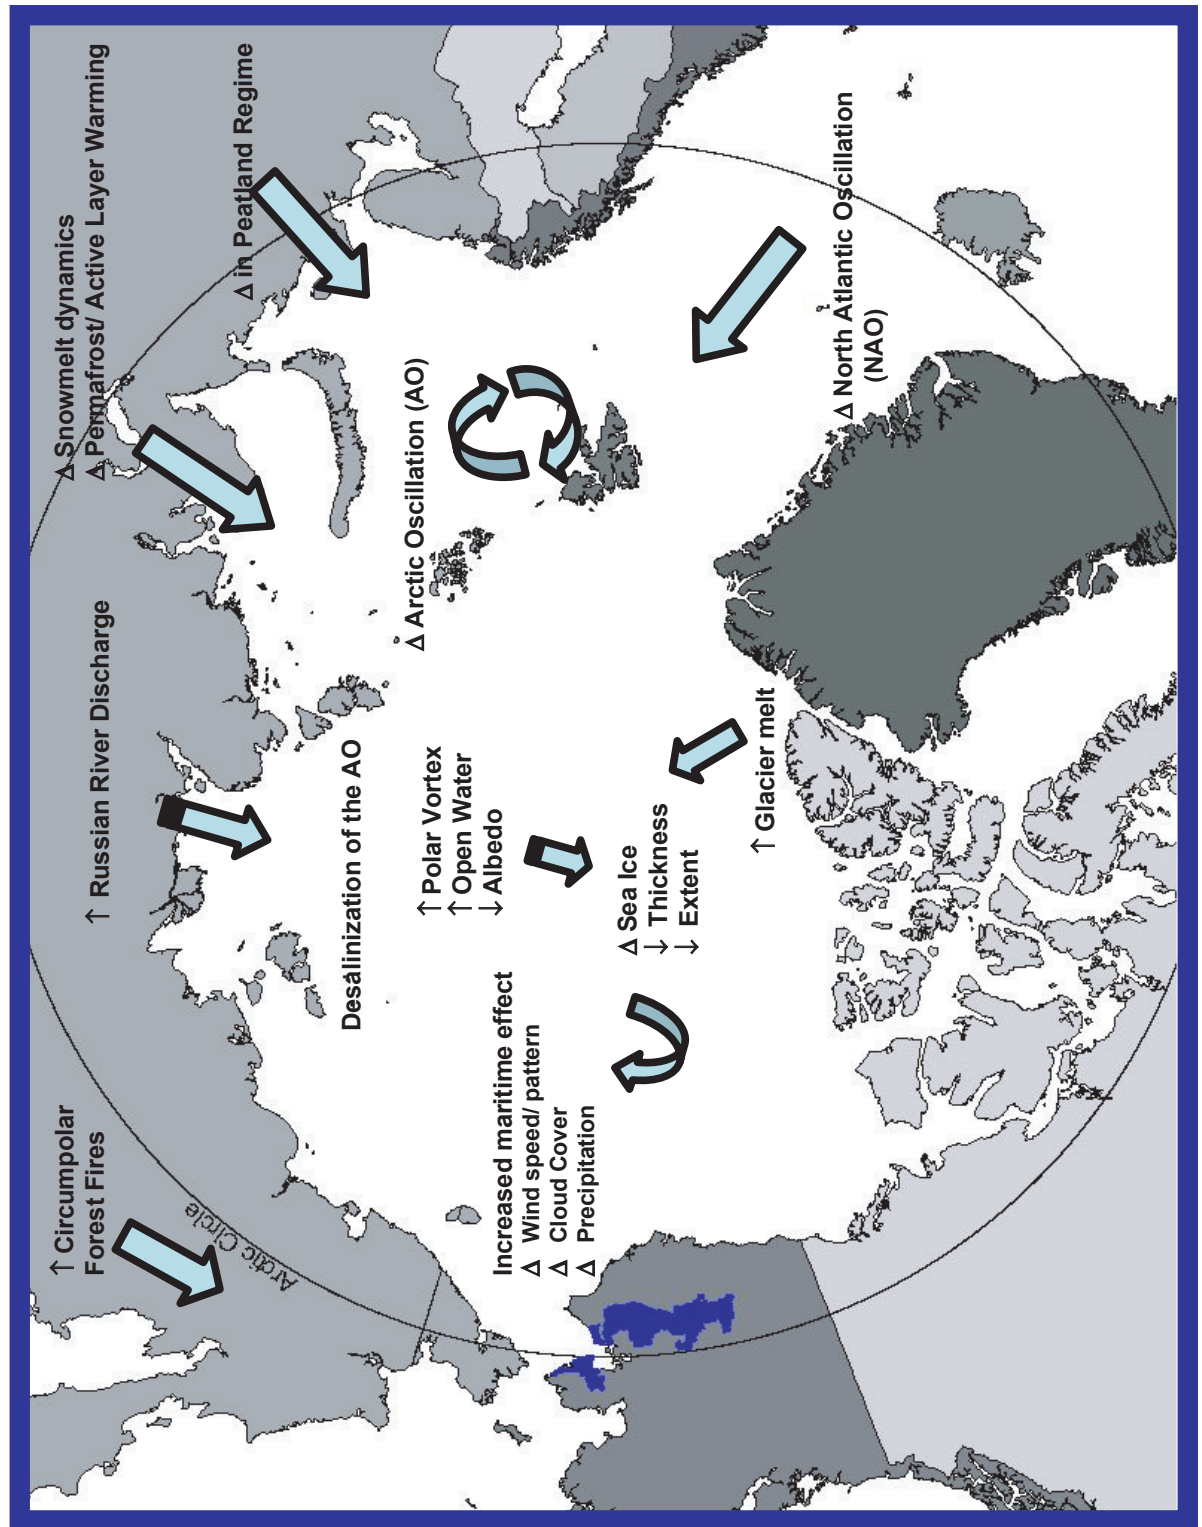 ↑ Circumpolar
Forest Fires
↑ Russian River Discharge
Δ Snowmelt dynamics
Δ Permafrost/ Active Layer Warming
Δ in Peatland Regime
Arctic Circle
Desalinization of the AO
Δ Arctic Oscillation (AO)
↑ Polar Vortex
↑ Open Water
↓ Albedo
Increased maritime effect
Δ Wind speed/ pattern
Δ Cloud Cover
Δ Precipitation
Δ Sea Ice
↓ Thickness
↓ Extent
↑ Glacier melt
Δ North Atlantic Oscillation
(NAO)